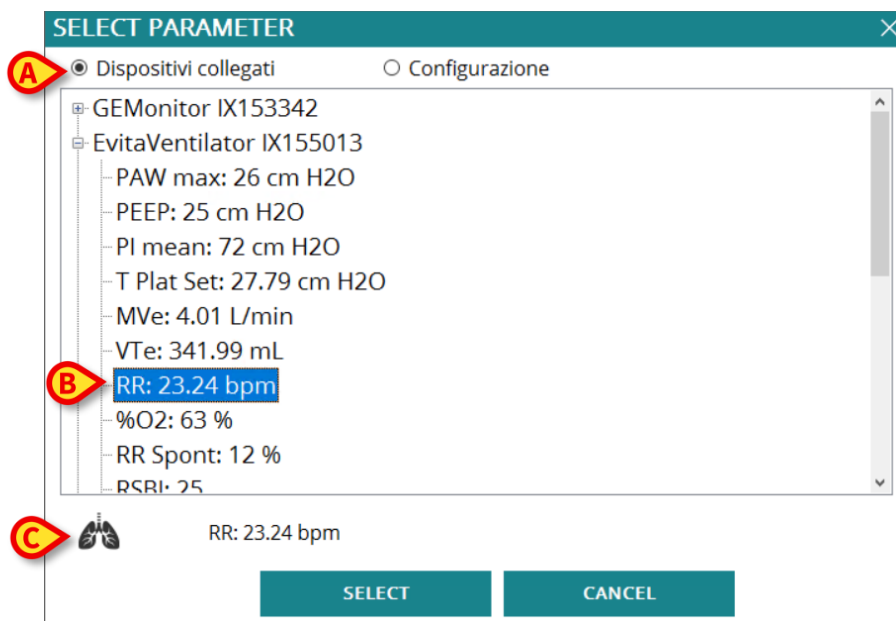 SELECT PARAMETER
A
Dispositivi collegati Configurazione
GEMonitor IX153342
EvitaVentilator IX155013
PAW max: 26 cm H2O
PEEP: 25 cm H2O
PI mean: 72 cm H2O
T Plat Set: 27.79 cm H2O
MVe: 4.01 L/min
VTe: 341.99 mL
B
RR: 23.24 bpm
%O2: 63 %
RR Spont: 12 %
RSBI: 25
C
RR: 23.24 bpm
SELECT CANCEL